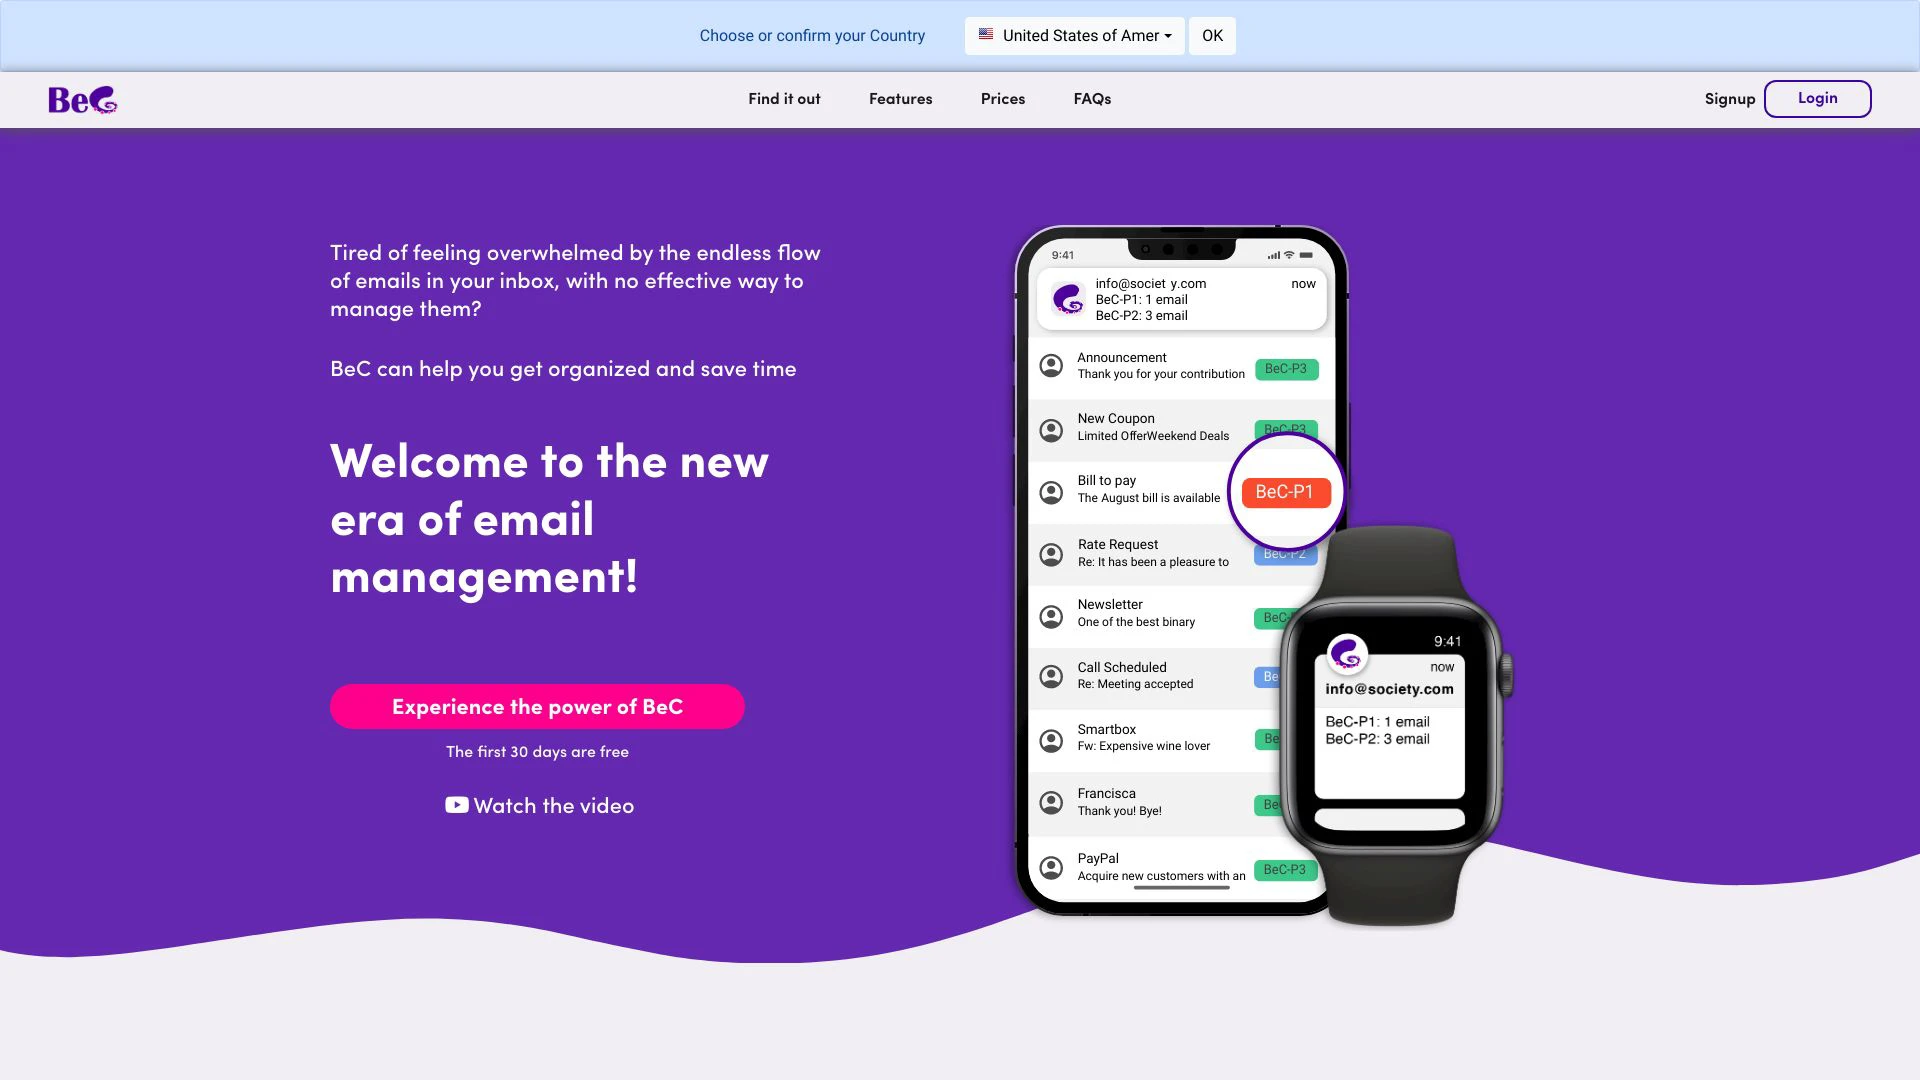 Choose or confirm your Country
United States of Amer
OK
BeC
Find it out
Features
Prices
FAQs
Signup
Login
Tired of feeling overwhelmed by the endless flow
of emails in your inbox, with no effective way to
manage them?
BeC can help you get organized and save time
Welcome to the new
era of email
management!
Experience the power of BeC
The first 30 days are free
Watch the video
9:41
info@societ y.com
now
BeC-P1: 1 email
BeC-P2: 3 email
Announcement
Thank you for your contribution
BeC-P3
New Coupon
Limited OfferWeekend Deals
BeC-P3
Bill to pay
The August bill is available
BeC-P1
Rate Request
Re: It has been a pleasure to
BeC-P2
Newsletter
One of the best binary
BeC-
Call Scheduled
Re: Meeting accepted
Be
Smartbox
Fw: Expensive wine lover
Be
Francisca
Thank you! Bye!
Be
PayPal
Acquire new customers with an
BeC-P3
9:41
now
info@society.com
BeC-P1: 1 email
BeC-P2: 3 email